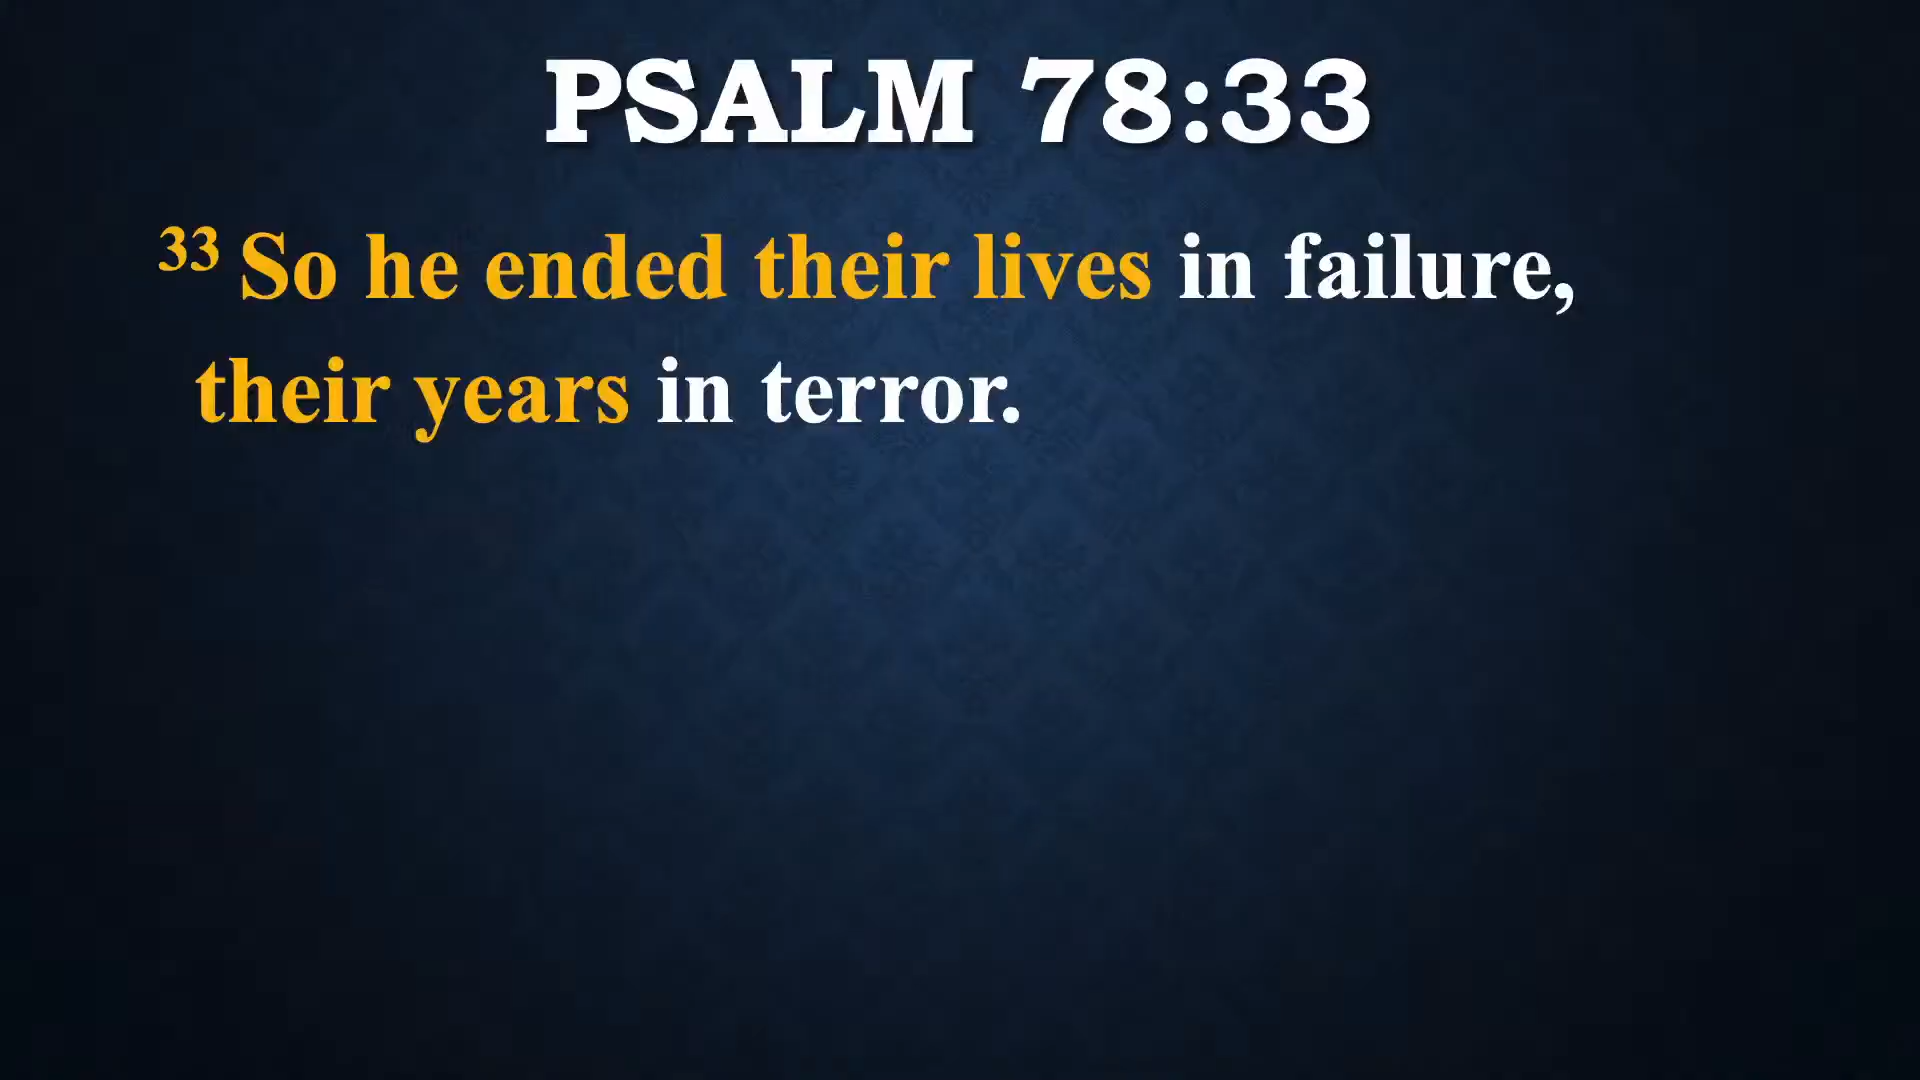 PSALM 78:33
33 So he ended their lives in failure,
their years in terror.